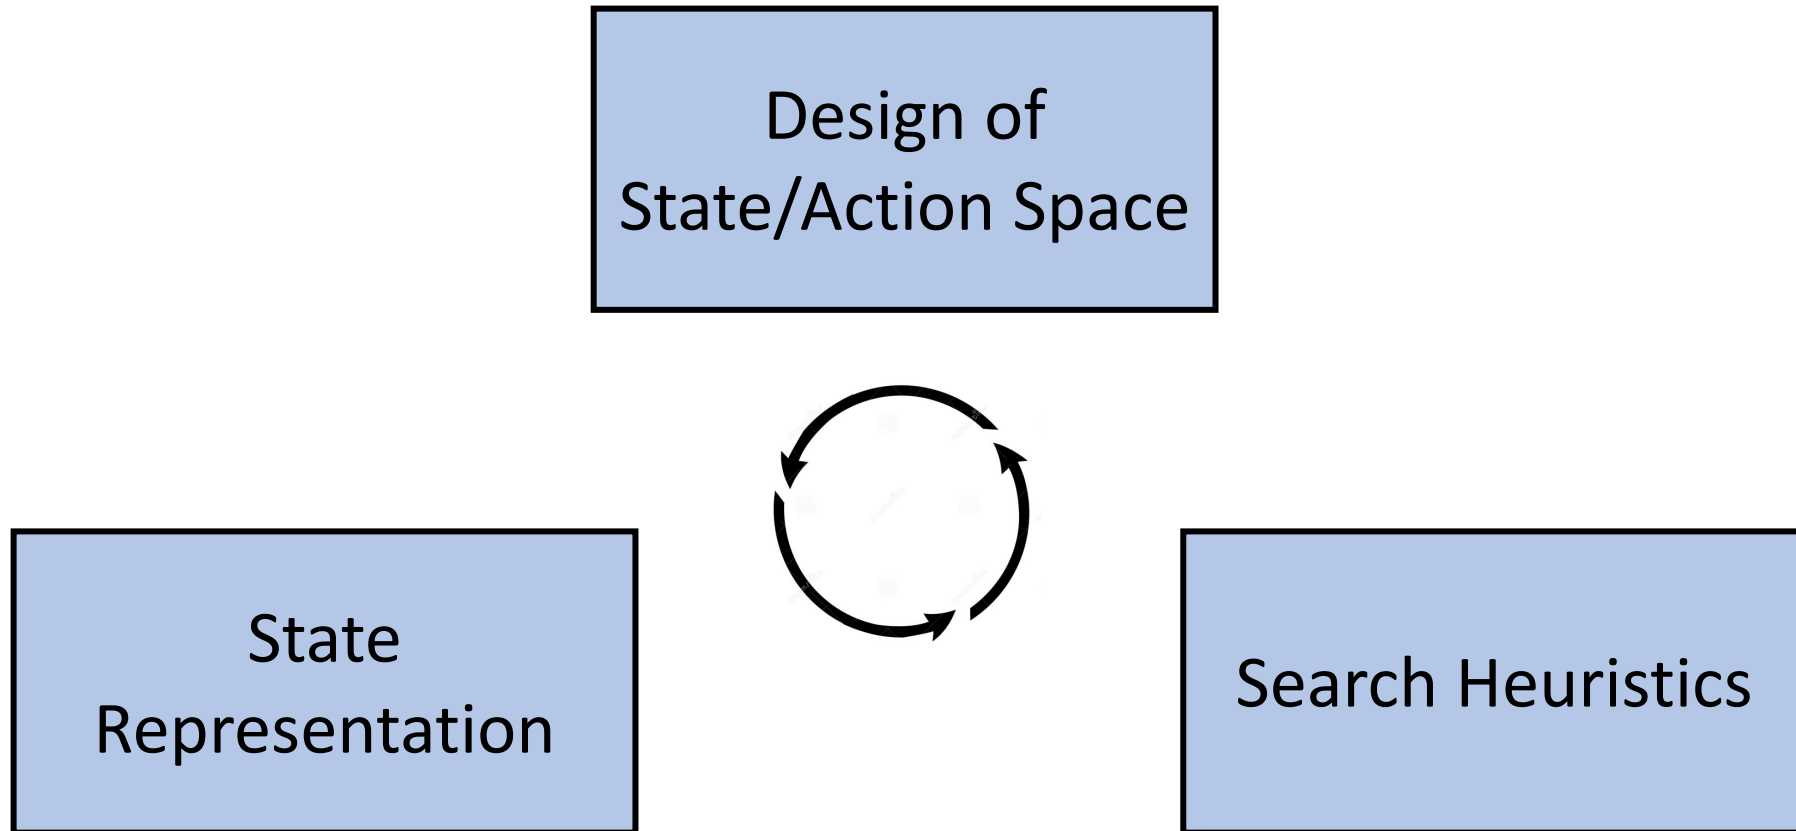 Design of
State/Action Space
State
Representation
Search Heuristics